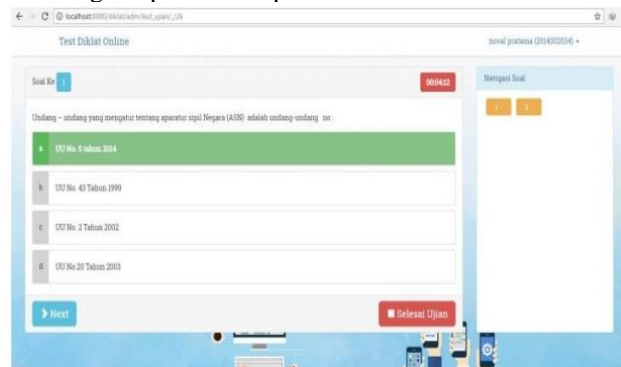 localhost:8080/diklat/adm/ikut_ujian/_/26
Test Diklat Online
noval pratama (2014302034)
Soal Ke 1
00:04:12
Navigasi Soal
1 -
2 -
Undang – undang yang mengatur tentang aparatur sipil Negara (ASN) adalah undang-undang no :
a UU No. 5 tahun 2014
b UU No. 43 Tahun 1999
c UU No. 2 Tahun 2002
d UU No.20 Tahun 2003
Next
Selesai Ujian